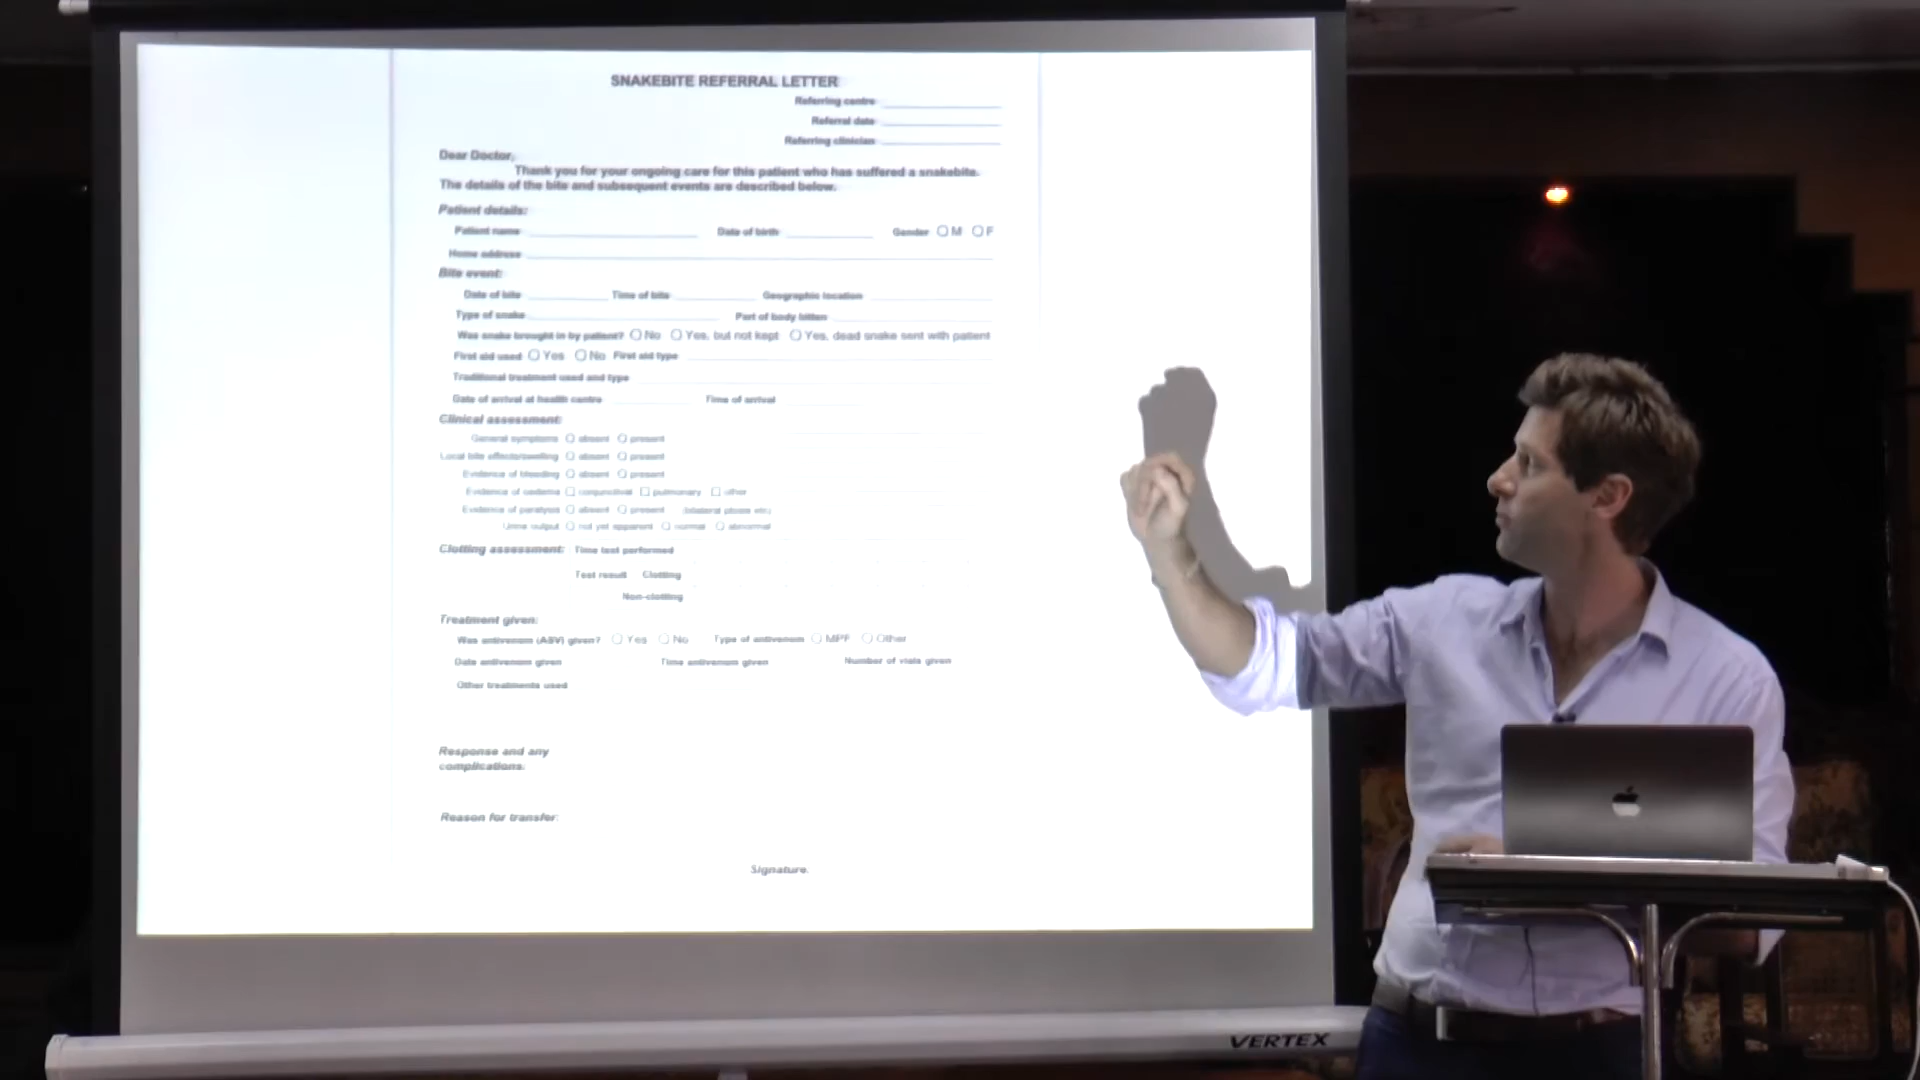 SNAKEBITE REFERRAL LETTER
Referring centre
Referral date
Referring clinician
Dear Doctor,
Thank you for your ongoing care for this patient who has suffered a snakebite.
The details of the bite and subsequent events are described below.
Patient details:
Patient name Date of birth Gender M F
Home address
Bite event:
Date of bite Time of bite Geographic location
Type of snake Part of body bitten
Was snake brought in by patient? No Yes, but not kept Yes, dead snake sent with patient
First aid used Yes No First aid type
Traditional treatment used and type
Date of arrival at health centre Time of arrival
Clinical assessment:
General symptoms absent present
Local bite effects/swelling absent present
Evidence of bleeding absent present
Evidence of oedema conjunctival pulmonary other
Evidence of paralysis absent present (bilateral ptosis etc)
Urine output not yet apparent normal abnormal
Clotting assessment: Time test performed
Test result Clotting
Non-clotting
Treatment given:
Was antivenom (ASV) given? Yes No Type of antivenom MPF Other
Date antivenom given Time antivenom given Number of vials given
Other treatments used
Response and any
complications:
Reason for transfer:
Signature:
VERTEX